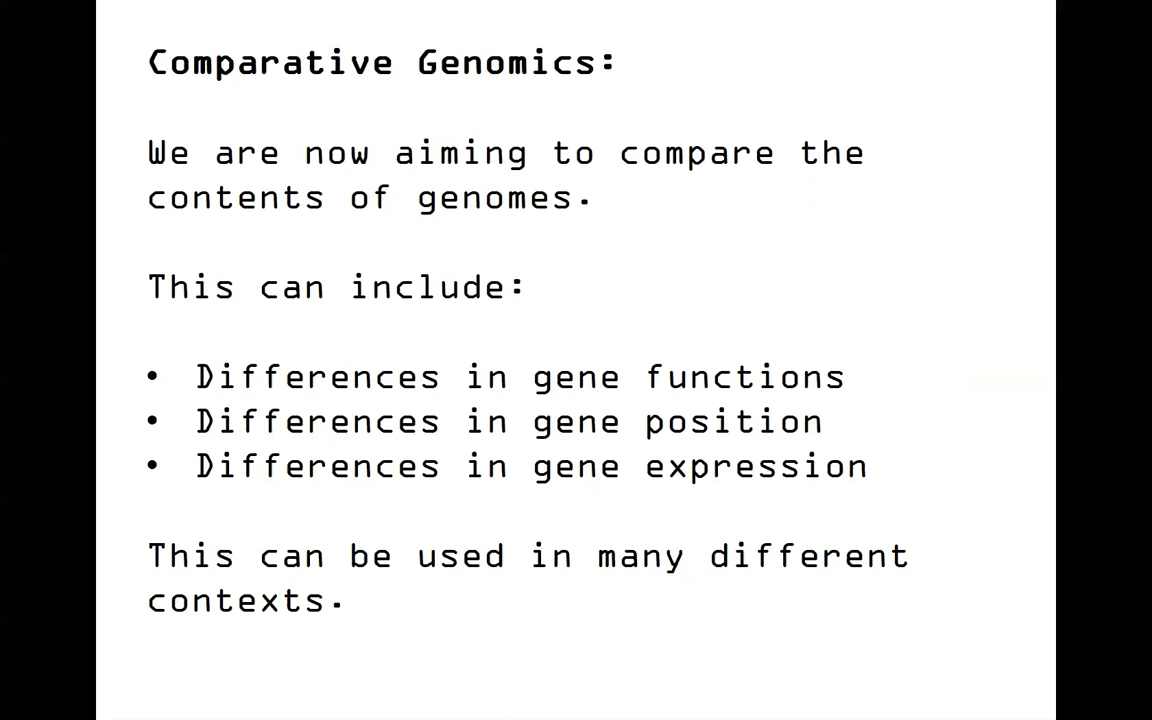 Comparative Genomics:
We are now aiming to compare the
contents of genomes.
This can include:
• Differences in gene functions
• Differences in gene position
• Differences in gene expression
This can be used in many different
contexts.